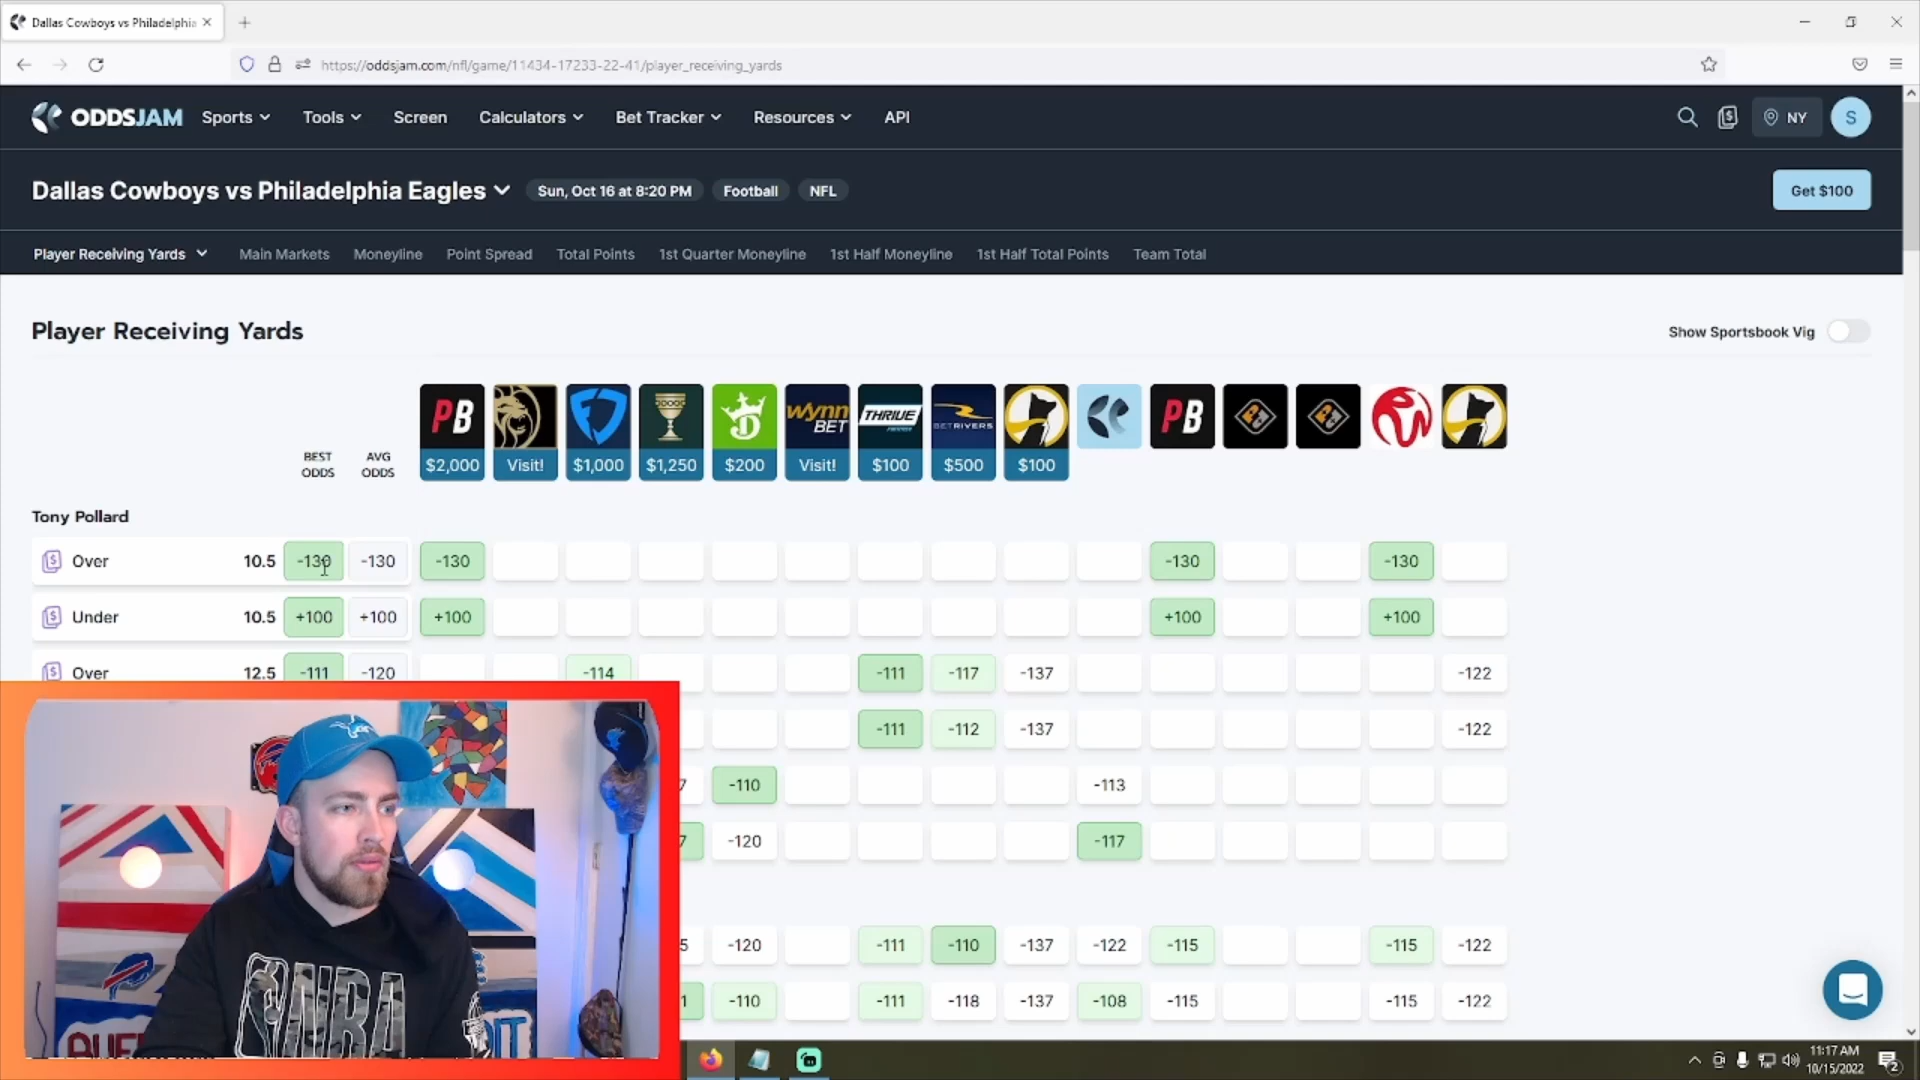 Dallas Cowboys vs Philadelphia
https://oddsjam.com/nfl/game/11434-17233-22-41/player_receiving_yards
ODDSJAM Sports Tools Screen Calculators Bet Tracker Resources API NY S
Dallas Cowboys vs Philadelphia Eagles Sun, Oct 16 at 8:20 PM Football NFL Get $100
Player Receiving Yards Main Markets Moneyline Point Spread Total Points 1st Quarter Moneyline 1st Half Moneyline 1st Half Total Points Team Total
Player Receiving Yards Show Sportsbook Vig
PB WYNN BET THRIVE BETRIVERS PB
BEST ODDS AVG ODDS $2,000 Visit! $1,000 $1,250 $200 Visit! $100 $500 $100
Tony Pollard
Over 10.5 -130 -130 -130 -130 -130
Under 10.5 +100 +100 +100 +100 +100
Over 12.5 -111 -120 -114 -111 -117 -137 -122
-111 -112 -137 -122
7 -110 -113
7 -120 -117
5 -120 -111 -110 -137 -122 -115 -115 -122
1 -110 -111 -118 -137 -108 -115 -115 -122
NBA
11:17 AM
10/15/2022
2